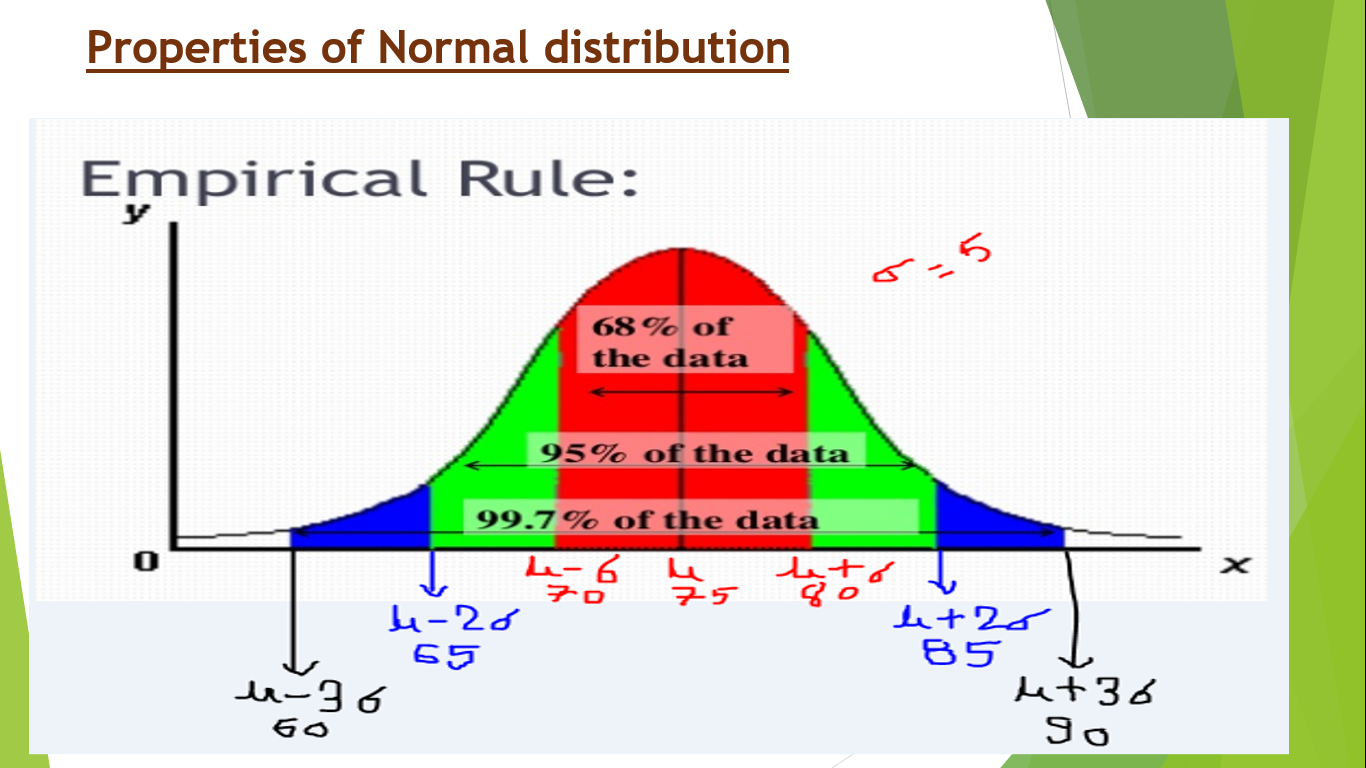 Properties of Normal distribution
Empirical Rule:
y
σ = 5
68% of
the data
95% of the data
99.7% of the data
0
x
μ-σ μ μ+σ
70 75 80
μ-2σ μ+2σ
65 85
μ-3σ μ+3σ
60 90